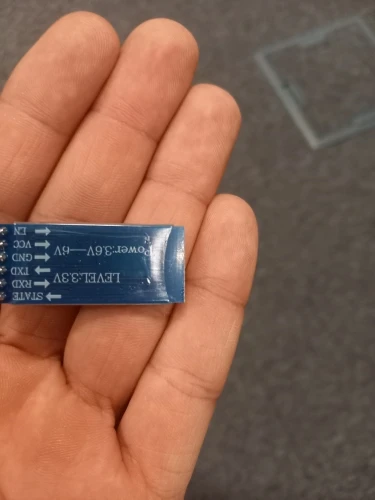 LEVEL:3.3V
Power:3.6V—6V
STATE
RXD
TXD
GND
VCC
EN